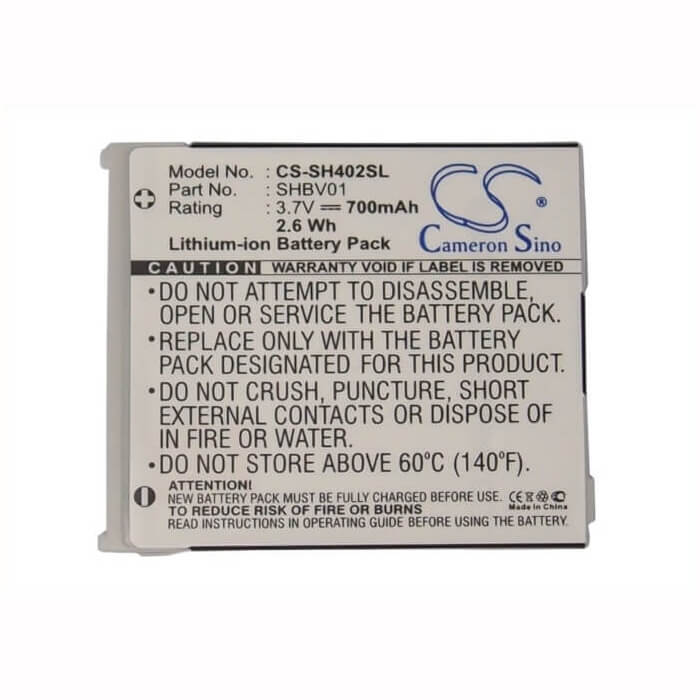 Model No. : CS-SH402SL
Part No. : SHBV01
Rating : 3.7V 700mAh
2.6 Wh
Lithium-ion Battery Pack
CS
®
Cameron Sino
CAUTION WARRANTY VOID IF LABEL IS REMOVED
•DO NOT ATTEMPT TO DISASSEMBLE,
OPEN OR SERVICE THE BATTERY PACK.
•REPLACE ONLY WITH THE BATTERY
PACK DESIGNATED FOR THIS PRODUCT.
•DO NOT CRUSH, PUNCTURE, SHORT
EXTERNAL CONTACTS OR DISPOSE
IN FIRE OR WATER.
•DO NOT STORE ABOVE 60°C (140°F).
ATTENTION!
NEW BATTERY PACK MUST BE FULLY CHARGED BEFORE USE.
TO REDUCE RISK OF FIRE OR BURNS
READ INSTRUCTIONS BEFORE USING THE BATTERY.
CE
Made in China